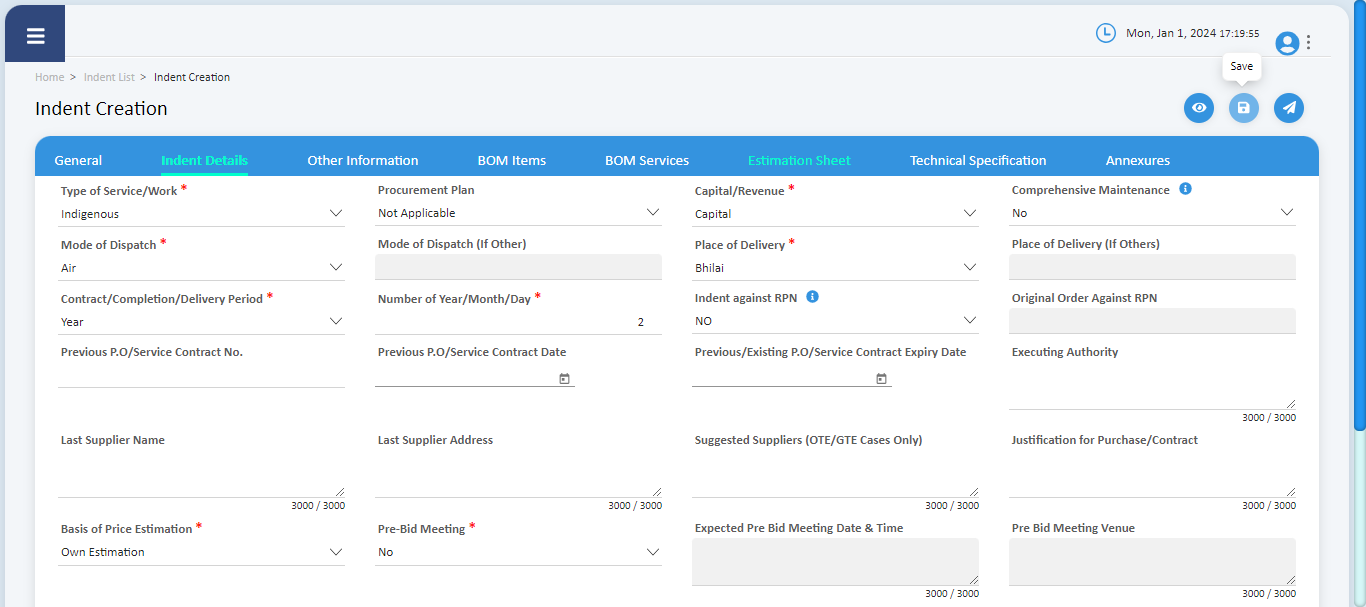 Mon, Jan 1, 2024 17:19:55
Save
Home > Indent List > Indent Creation
Indent Creation
General Indent Details Other Information BOM Items BOM Services Estimation Sheet Technical Specification Annexures
Type of Service/Work * Procurement Plan Capital/Revenue * Comprehensive Maintenance i
Indigenous Not Applicable Capital No
Mode of Dispatch * Mode of Dispatch (If Other) Place of Delivery * Place of Delivery (If Others)
Air Bhilai
Contract/Completion/Delivery Period * Number of Year/Month/Day * Indent against RPN i Original Order Against RPN
Year 2 NO
Previous P.O/Service Contract No. Previous P.O/Service Contract Date Previous/Existing P.O/Service Contract Expiry Date Executing Authority
3000 / 3000
Last Supplier Name Last Supplier Address Suggested Suppliers (OTE/GTE Cases Only) Justification for Purchase/Contract
3000 / 3000 3000 / 3000 3000 / 3000 3000 / 3000
Basis of Price Estimation * Pre-Bid Meeting * Expected Pre Bid Meeting Date & Time Pre Bid Meeting Venue
Own Estimation No
3000 / 3000 3000 / 3000